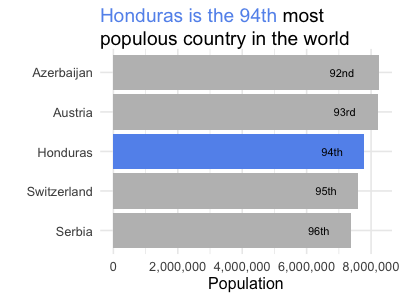 Honduras is the 94th most
populous country in the world
Azerbaijan
92nd
Austria
93rd
Honduras
94th
Switzerland
95th
Serbia
96th
0 2,000,000 4,000,000 6,000,000 8,000,000
Population